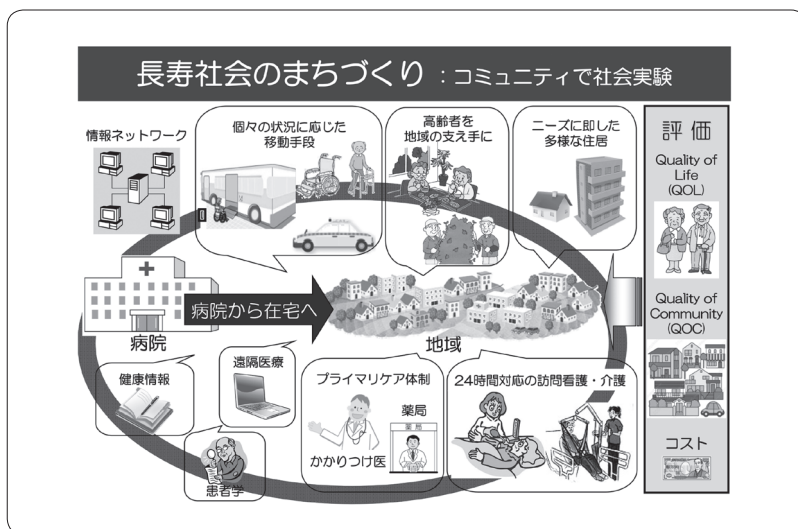 長寿社会のまちづくり：コミュニティで社会実験
情報ネットワーク
個々の状況に応じた
移動手段
高齢者を
地域の支え手に
ニーズに即した
多様な住居
病院
病院から在宅へ
地域
健康情報
遠隔医療
患者学
プライマリケア体制
かかりつけ医
薬局
薬局
24時間対応の訪問看護・介護
評価
Quality of
Life
(QOL)
Quality of
Community
(QOC)
コスト